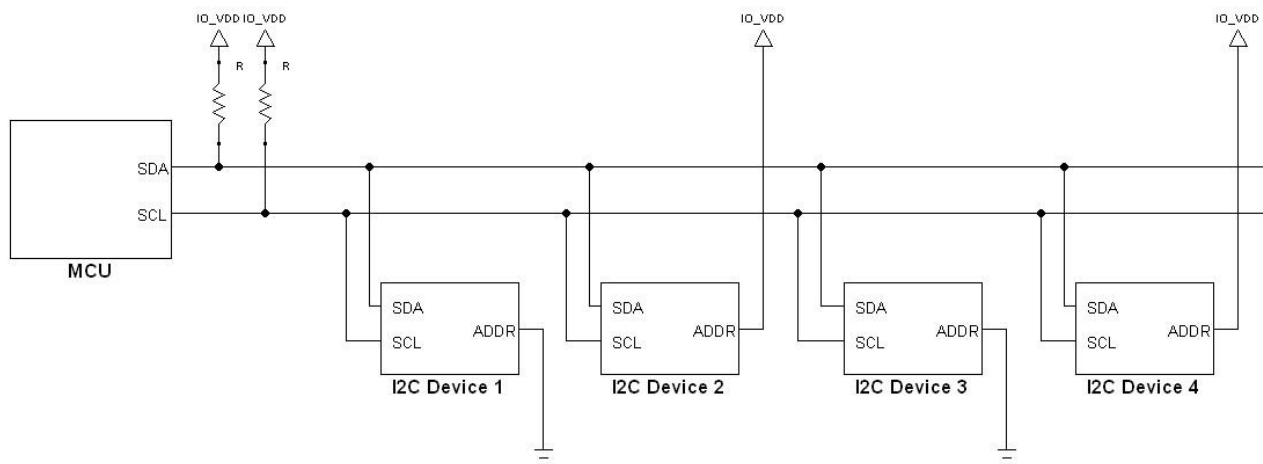 IO_VDD IO_VDD IO_VDD IO_VDD
R R
SDA
SCL
MCU
SDA
SCL
ADDR
I2C Device 1
SDA
SCL
ADDR
I2C Device 2
SDA
SCL
ADDR
I2C Device 3
SDA
SCL
ADDR
I2C Device 4